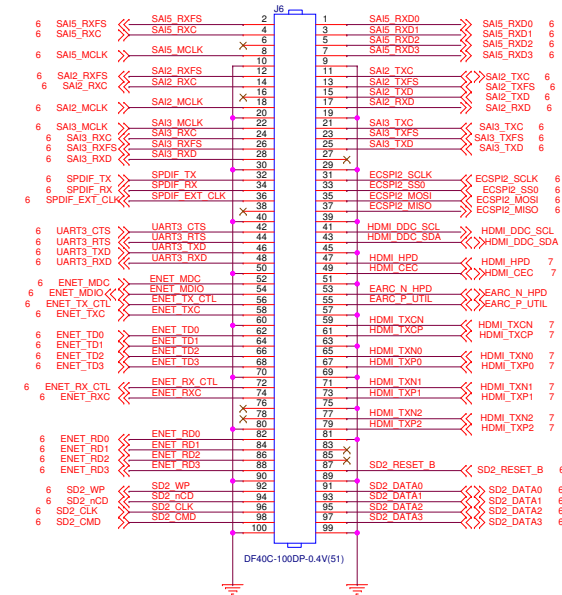 J6
6 SAI5_RXFS SAI5_RXFS 2 1 SAI5_RXD0 SAI5_RXD0 6
6 SAI5_RXC SAI5_RXC 4 3 SAI5_RXD1 SAI5_RXD1 6
6 5 SAI5_RXD2 SAI5_RXD2 6
6 SAI5_MCLK SAI5_MCLK 8 7 SAI5_RXD3 SAI5_RXD3 6
10 9
6 SAI2_RXFS SAI2_RXFS 12 11 SAI2_TXC SAI2_TXC 6
6 SAI2_RXC SAI2_RXC 14 13 SAI2_TXFS SAI2_TXFS 6
16 15 SAI2_TXD SAI2_TXD 6
6 SAI2_MCLK SAI2_MCLK 18 17 SAI2_RXD SAI2_RXD 6
20 19
6 SAI3_MCLK SAI3_MCLK 22 21 SAI3_TXC SAI3_TXC 6
6 SAI3_RXC SAI3_RXC 24 23 SAI3_TXFS SAI3_TXFS 6
6 SAI3_RXFS SAI3_RXFS 26 25 SAI3_TXD SAI3_TXD 6
6 SAI3_RXD SAI3_RXD 28 27
30 29
6 SPDIF_TX SPDIF_TX 32 31 ECSPI2_SCLK ECSPI2_SCLK 6
6 SPDIF_RX SPDIF_RX 34 33 ECSPI2_SS0 ECSPI2_SS0 6
6 SPDIF_EXT_CLK SPDIF_EXT_CLK 36 35 ECSPI2_MOSI ECSPI2_MOSI 6
38 37 ECSPI2_MISO ECSPI2_MISO 6
40 39
6 UART3_CTS UART3_CTS 42 41 HDMI_DDC_SCL HDMI_DDC_SCL
6 UART3_RTS UART3_RTS 44 43 HDMI_DDC_SDA HDMI_DDC_SDA
6 UART3_TXD UART3_TXD 46 45
6 UART3_RXD UART3_RXD 48 47 HDMI_HPD HDMI_HPD 7
50 49 HDMI_CEC HDMI_CEC 7
6 ENET_MDC ENET_MDC 52 51
6 ENET_MDIO ENET_MDIO 54 53 EARC_N_HPD EARC_N_HPD
6 ENET_TX_CTL ENET_TX_CTL 56 55 EARC_P_UTIL EARC_P_UTIL
6 ENET_TXC ENET_TXC 58 57
60 59 HDMI_TXCN HDMI_TXCN 7
6 ENET_TD0 ENET_TD0 62 61 HDMI_TXCP HDMI_TXCP 7
6 ENET_TD1 ENET_TD1 64 63
6 ENET_TD2 ENET_TD2 66 65 HDMI_TXN0 HDMI_TXN0 7
6 ENET_TD3 ENET_TD3 68 67 HDMI_TXP0 HDMI_TXP0 7
70 69
6 ENET_RX_CTL ENET_RX_CTL 72 71 HDMI_TXN1 HDMI_TXN1 7
6 ENET_RXC ENET_RXC 74 73 HDMI_TXP1 HDMI_TXP1 7
76 75
78 77 HDMI_TXN2 HDMI_TXN2 7
80 79 HDMI_TXP2 HDMI_TXP2 7
6 ENET_RD0 ENET_RD0 82 81
6 ENET_RD1 ENET_RD1 84 83
6 ENET_RD2 ENET_RD2 86 85
6 ENET_RD3 ENET_RD3 88 87 SD2_RESET_B SD2_RESET_B 6
90 89
6 SD2_WP SD2_WP 92 91 SD2_DATA0 SD2_DATA0 6
6 SD2_nCD SD2_nCD 94 93 SD2_DATA1 SD2_DATA1 6
6 SD2_CLK SD2_CLK 96 95 SD2_DATA2 SD2_DATA2 6
6 SD2_CMD SD2_CMD 98 97 SD2_DATA3 SD2_DATA3 6
100 99
DF40C-100DP-0.4V(51)